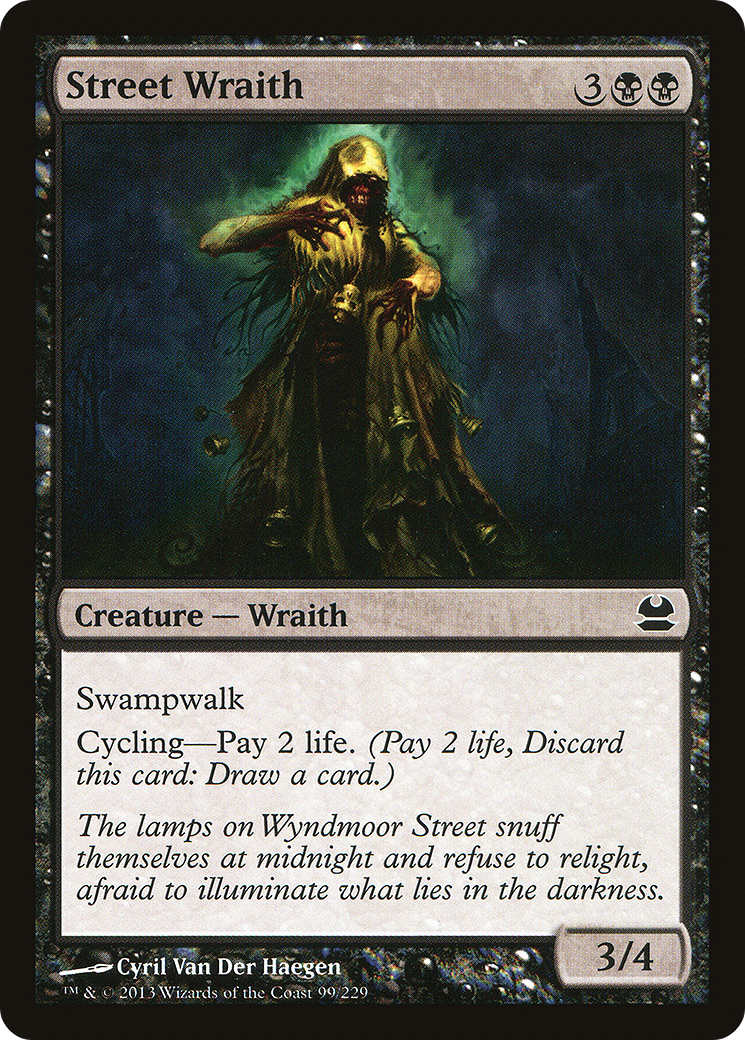 Street Wraith 3
Creature — Wraith
Swampwalk
Cycling—Pay 2 life. (Pay 2 life, Discard
this card: Draw a card.)
The lamps on Wyndmoor Street snuff
themselves at midnight and refuse to relight,
afraid to illuminate what lies in the darkness.
3/4
Cyril Van Der Haegen
™ & © 2013 Wizards of the Coast 99/229